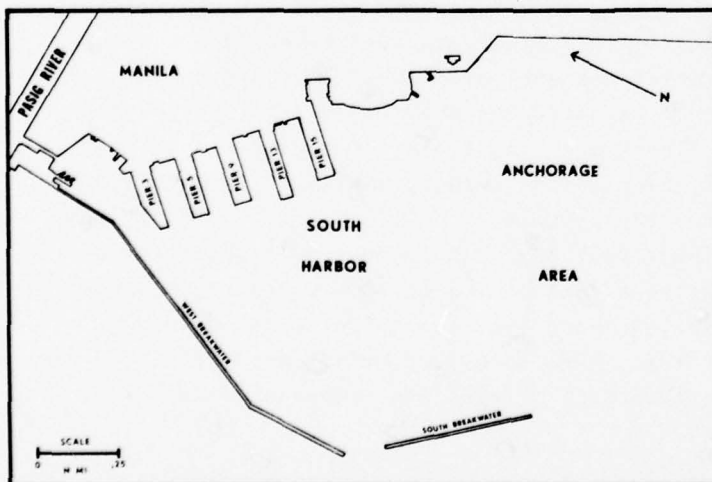 PASIG RIVER
MANILA
N
PIER 3
PIER 5
PIER 9
PIER 13
PIER 15
ANCHORAGE
AREA
SOUTH
HARBOR
WEST BREAKWATER
SOUTH BREAKWATER
SCALE
0 .25
N MI